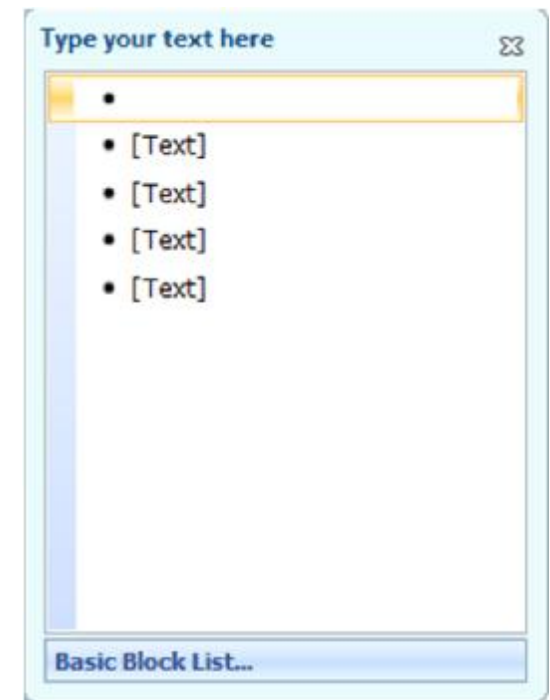 Type your text here
•
• [Text]
• [Text]
• [Text]
• [Text]
Basic Block List...